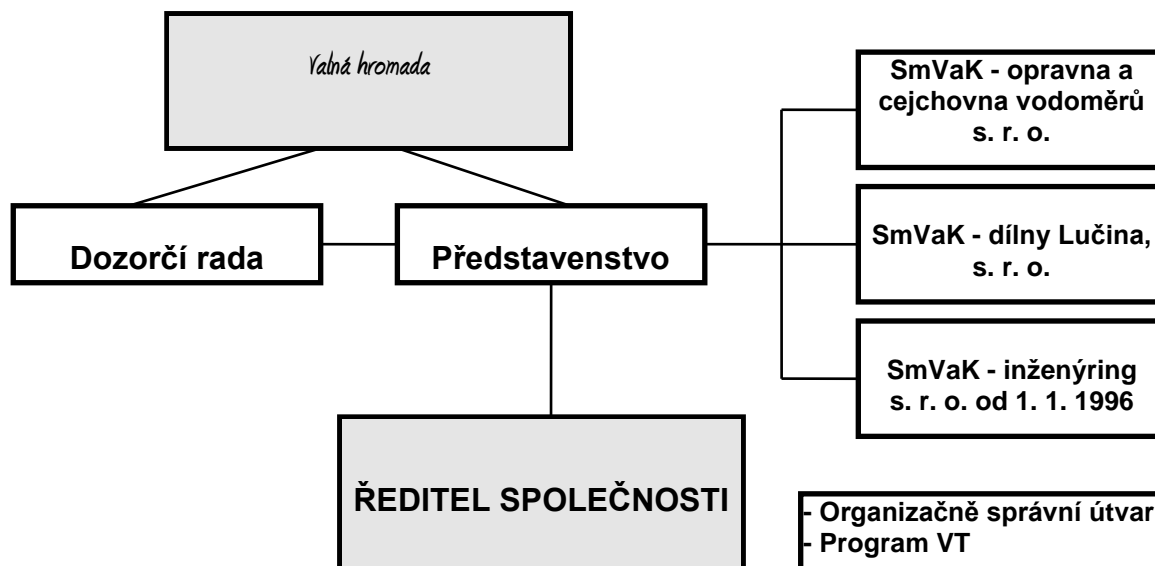 Valná hromada
SmVaK - opravna a
cejchovna vodoměrů
s. r. o.
Dozorčí rada
Představenstvo
SmVaK - dílny Lučina,
s. r. o.
SmVaK - inženýring
s. r. o. od 1. 1. 1996
ŘEDITEL SPOLEČNOSTI
- Organizačně správní útvar
- Program VT